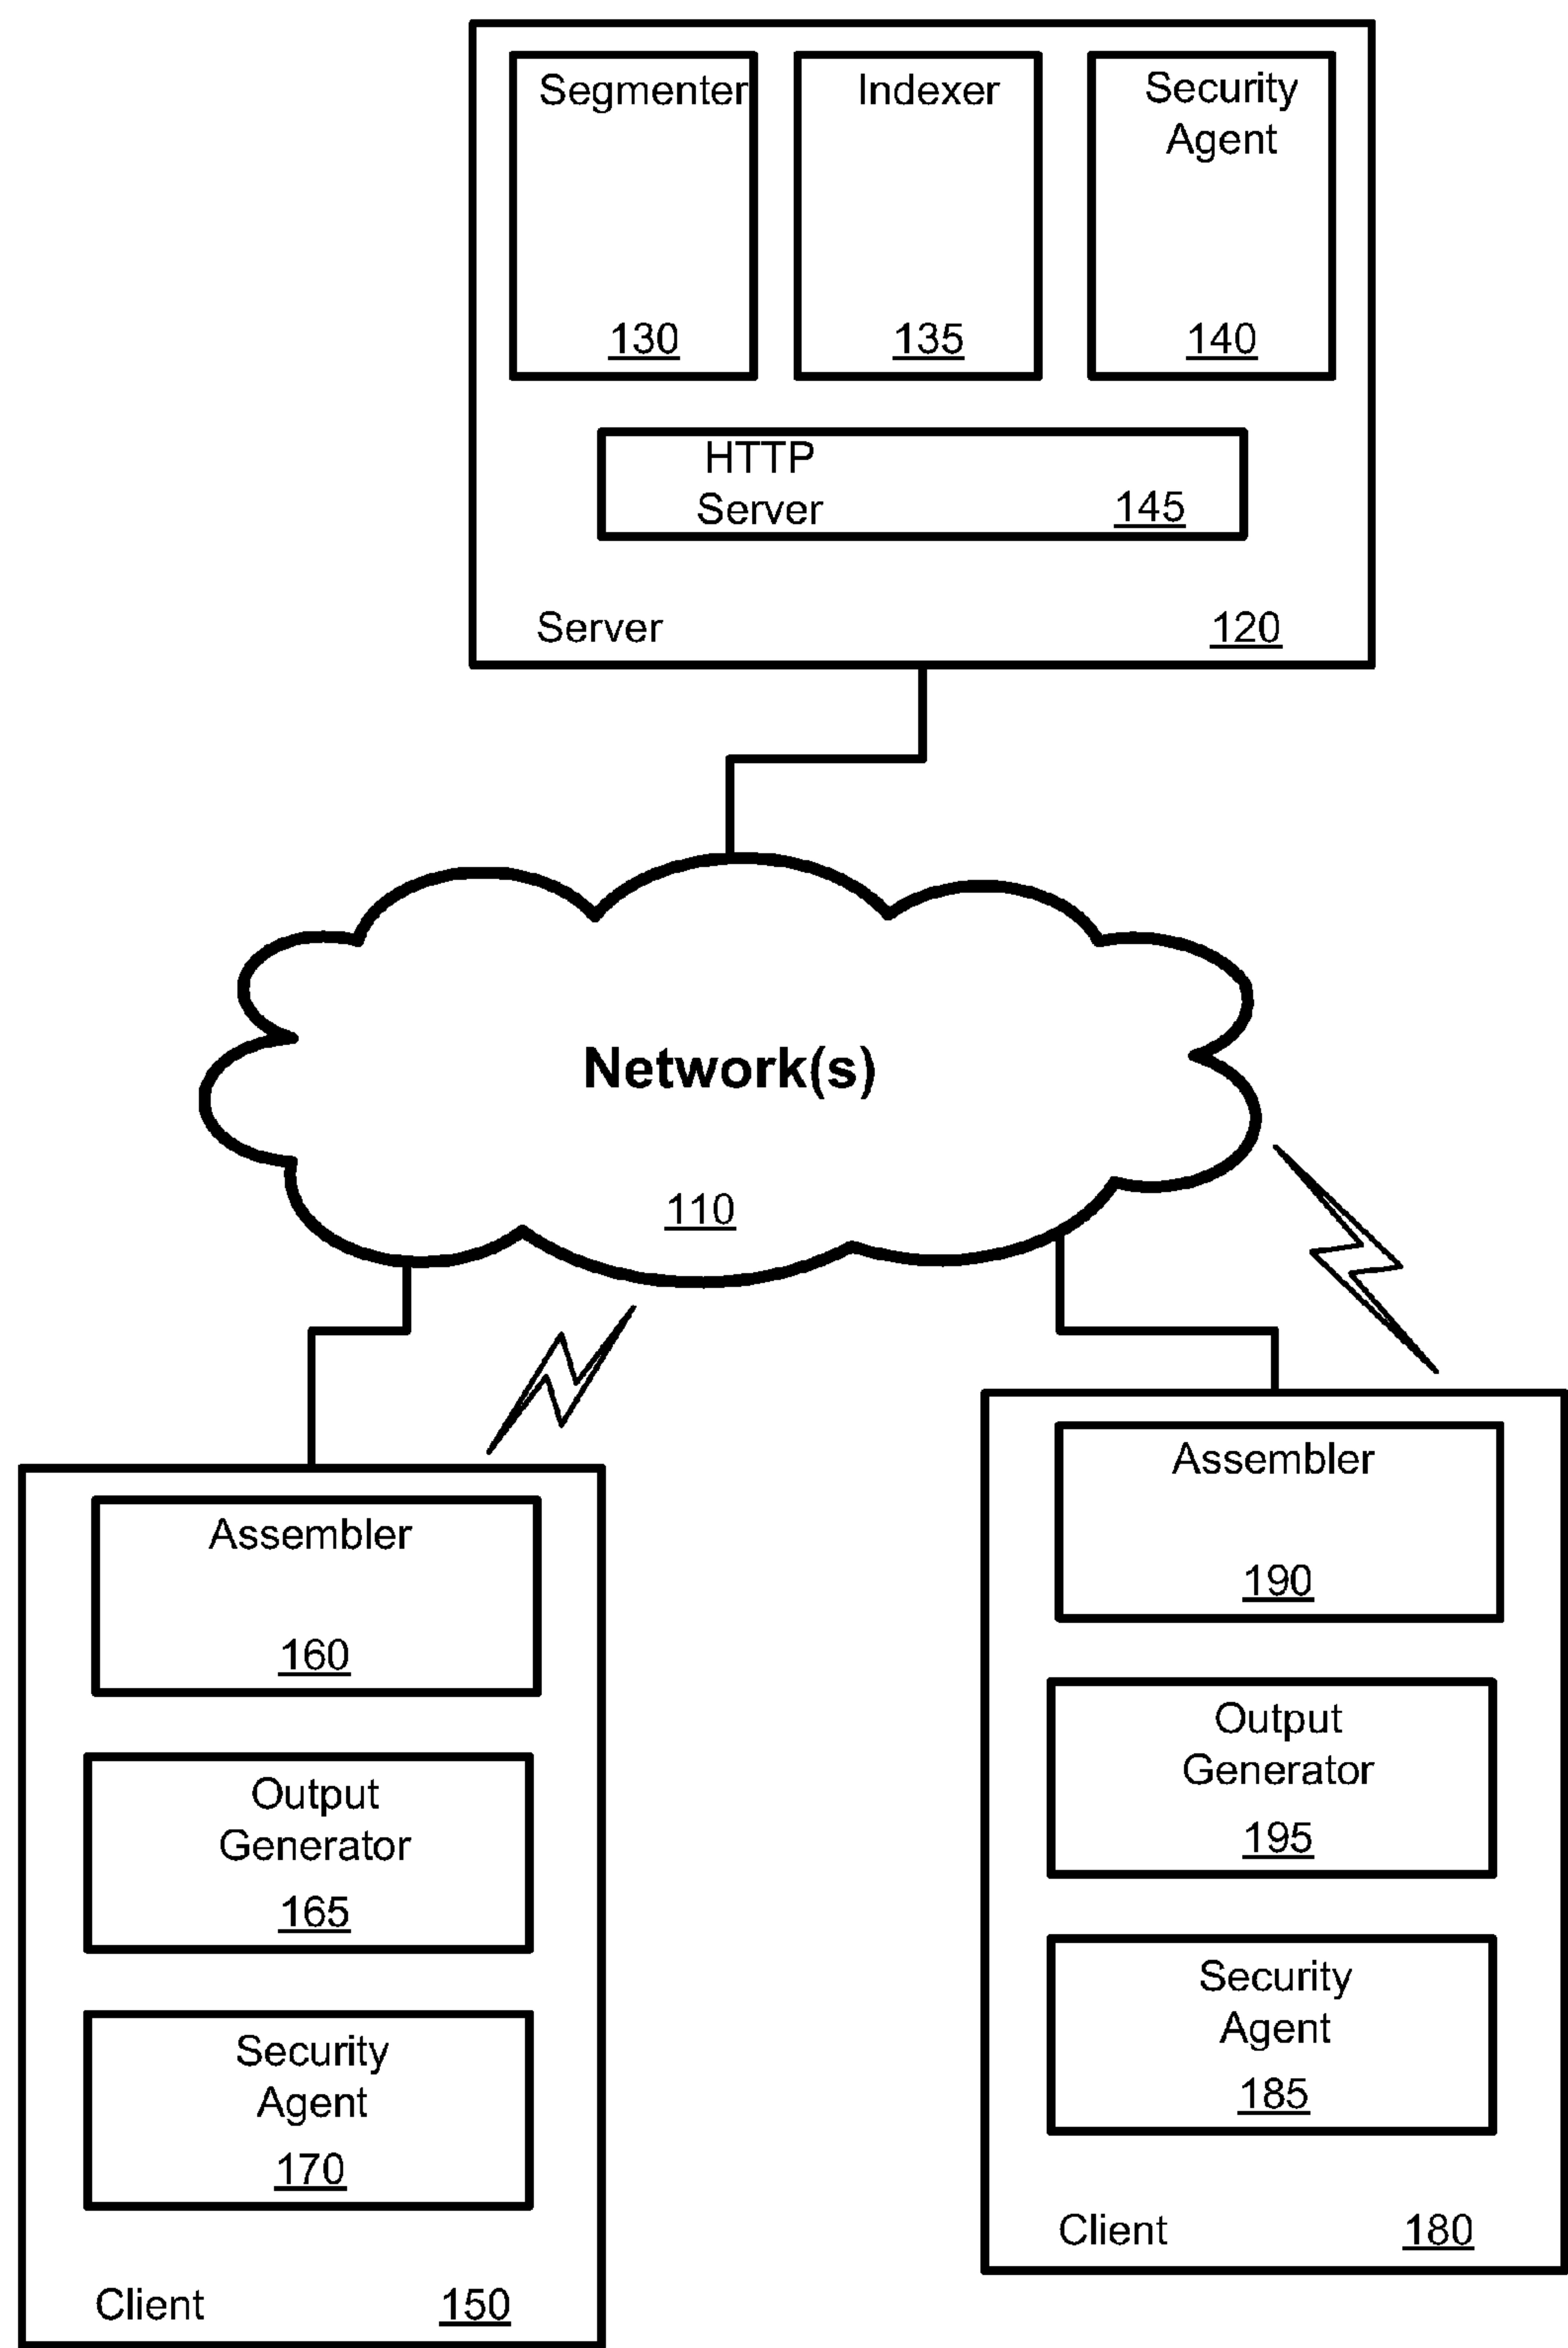 Segmenter
130
Indexer
135
Security
Agent
140
HTTP
Server
145
Server
120
Network(s)
110
Assembler
160
Output
Generator
165
Security
Agent
170
Client
150
Assembler
190
Output
Generator
195
Security
Agent
185
Client
180